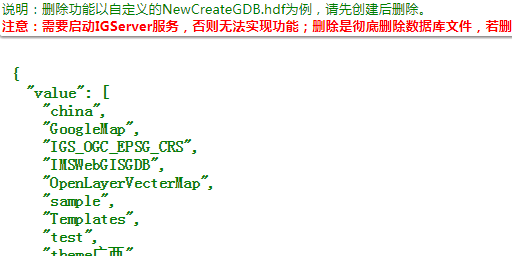 说明：删除功能以自定义的NewCreateGDB.hdf为例，请先创建后删除。
注意：需要启动IGServer服务，否则无法实现功能；删除是彻底删除数据库文件，若删
{
"value": [
"china",
"GoogleMap",
"IGS_OGC_EPSG_CRS",
"IMSWebGISGDB",
"OpenLayerVecterMap",
"sample",
"Templates",
"test",
"theme广西"